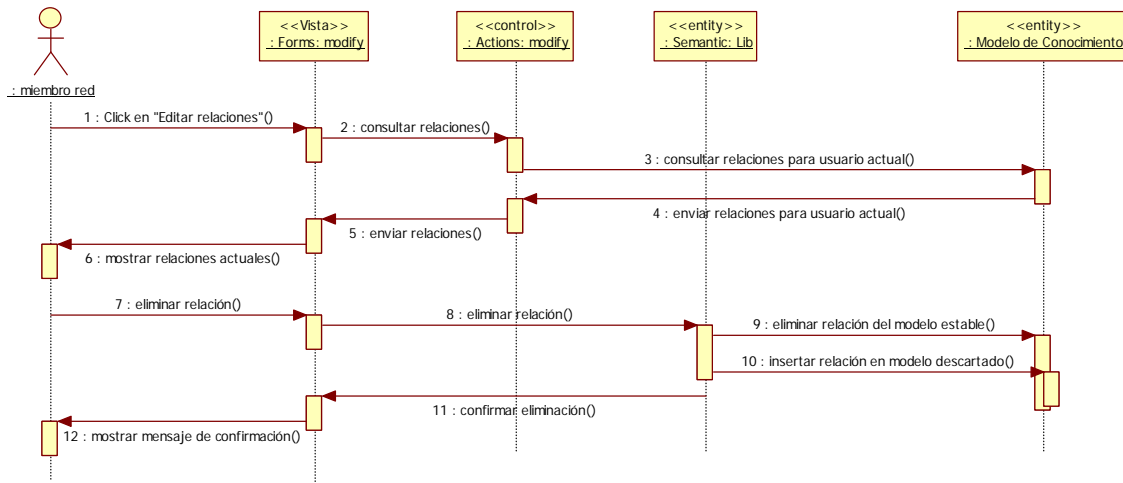 <<Vista>>
: Forms: modify
<<control>>
: Actions: modify
<<entity>>
: Semantic: Lib
<<entity>>
: Modelo de Conocimiento
: miembro red
1 : Click en "Editar relaciones"()
2 : consultar relaciones()
3 : consultar relaciones para usuario actual()
4 : enviar relaciones para usuario actual()
5 : enviar relaciones()
6 : mostrar relaciones actuales()
7 : eliminar relación()
8 : eliminar relación()
9 : eliminar relación del modelo estable()
10 : insertar relación en modelo descartado()
11 : confirmar eliminación()
12 : mostrar mensaje de confirmación()